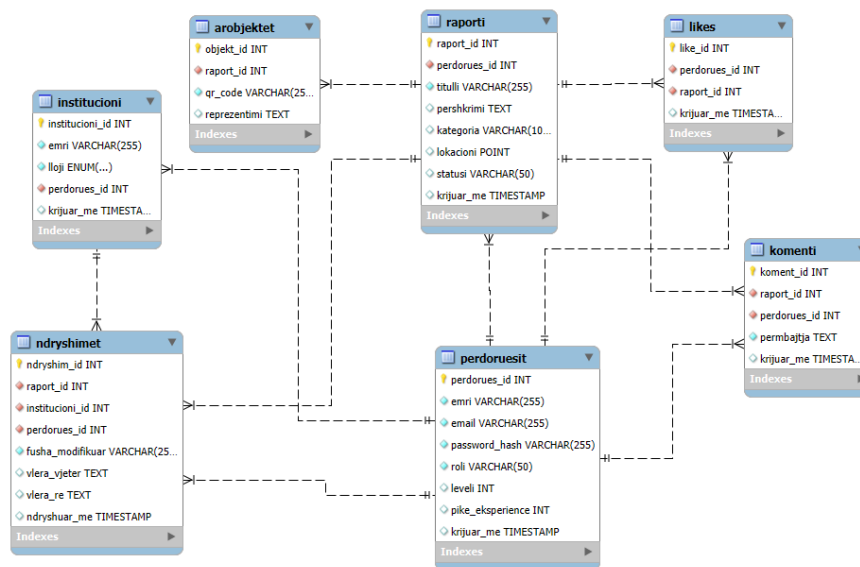 arobjektet
objekt_id INT
raport_id INT
qr_code VARCHAR(25...
reprezentimi TEXT
Indexes
raporti
raport_id INT
perdorues_id INT
titulli VARCHAR(255)
pershkrimi TEXT
kategoria VARCHAR(10...
lokacioni POINT
statusi VARCHAR(50)
krijuar_me TIMESTAMP
Indexes
likes
like_id INT
perdorues_id INT
raport_id INT
krijuar_me TIMESTA...
Indexes
institucioni
institucioni_id INT
emri VARCHAR(255)
lloji ENUM(...)
perdorues_id INT
krijuar_me TIMESTA...
Indexes
komenti
koment_id INT
raport_id INT
perdorues_id INT
permbajtja TEXT
krijuar_me TIMESTA...
Indexes
ndryshimet
ndryshim_id INT
raport_id INT
institucioni_id INT
perdorues_id INT
fusha_modifikuar VARCHAR(25...
vlera_vjeter TEXT
vlera_re TEXT
ndryshuar_me TIMESTAMP
Indexes
perdoruesit
perdorues_id INT
emri VARCHAR(255)
email VARCHAR(255)
password_hash VARCHAR(255)
roli VARCHAR(50)
leveli INT
pike_eksperience INT
krijuar_me TIMESTAMP
Indexes